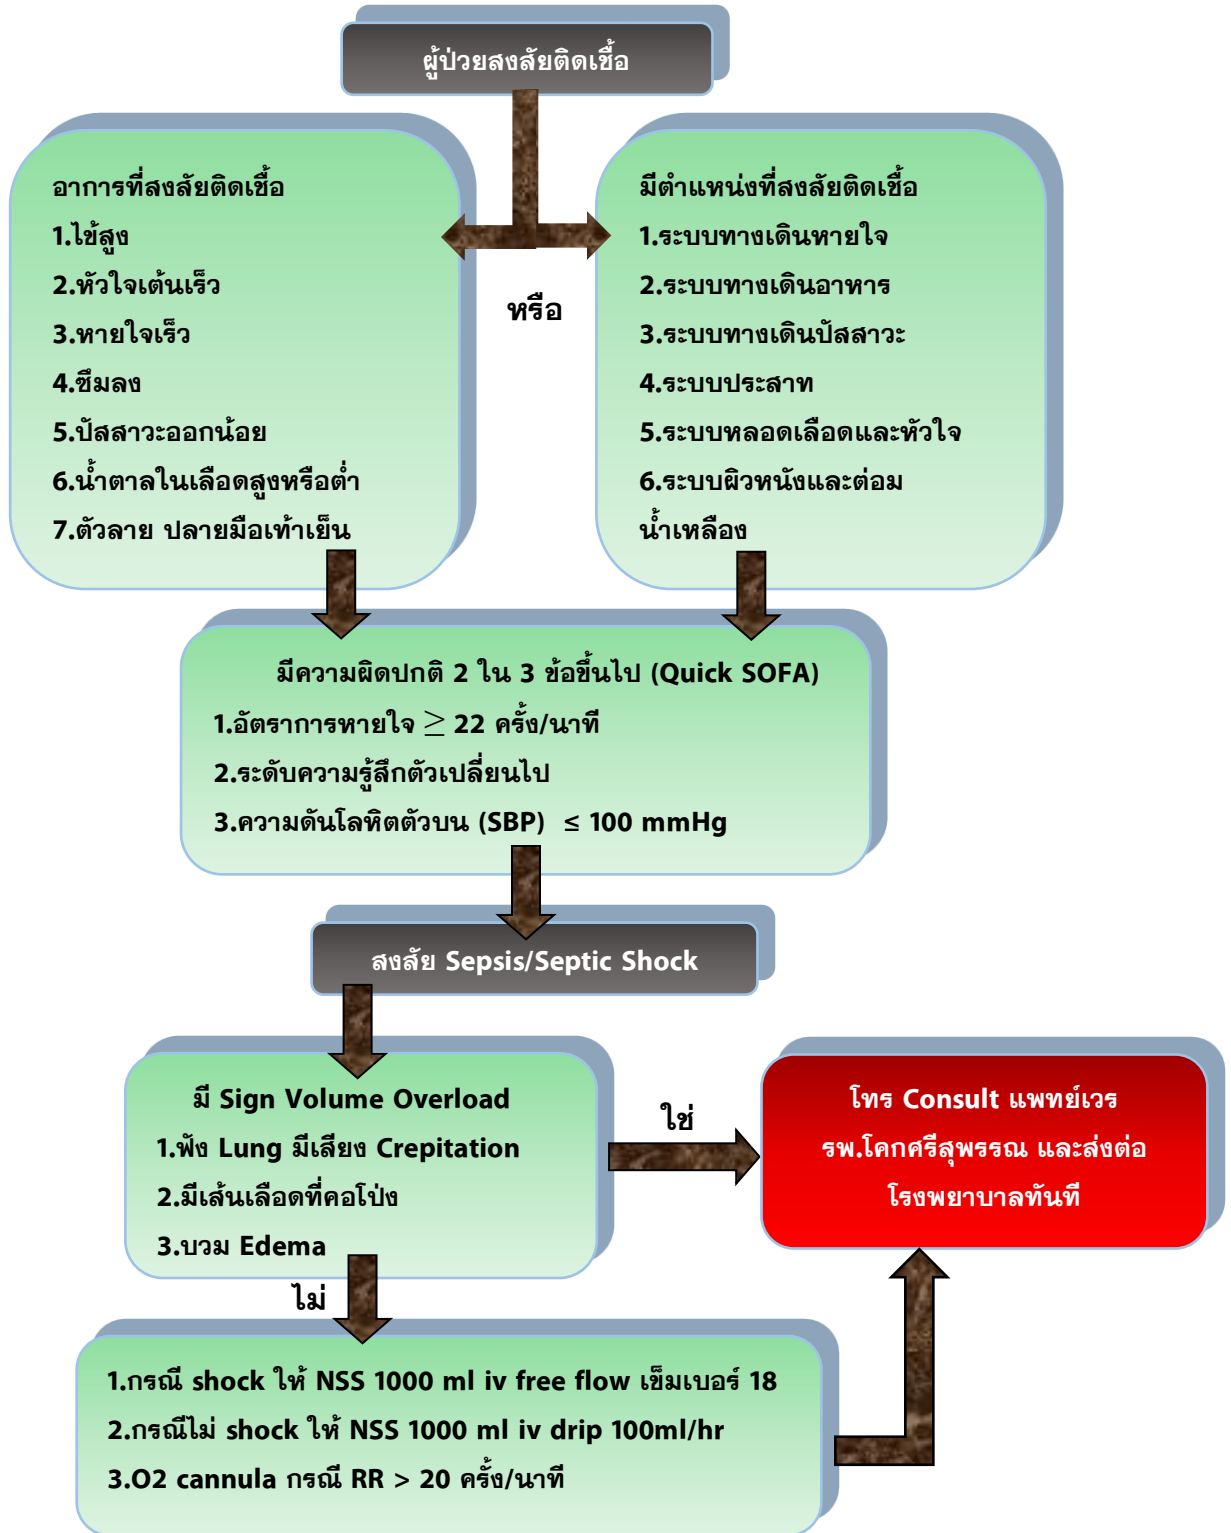 ผู้ป่วยสงสัยติดเชื้อ
อาการที่สงสัยติดเชื้อ
1.ไข้สูง
2.หัวใจเต้นเร็ว
3.หายใจเร็ว
4.ซึมลง
5.ปัสสาวะออกน้อย
6.น้ำตาลในเลือดสูงหรือต่ำ
7.ตัวลาย ปลายมือเท้าเย็น
หรือ
มีตำแหน่งที่สงสัยติดเชื้อ
1.ระบบทางเดินหายใจ
2.ระบบทางเดินอาหาร
3.ระบบทางเดินปัสสาวะ
4.ระบบประสาท
5.ระบบหลอดเลือดและหัวใจ
6.ระบบผิวหนังและต่อม
น้ำเหลือง
มีความผิดปกติ 2 ใน 3 ข้อขึ้นไป (Quick SOFA)
1.อัตราการหายใจ ≥ 22 ครั้ง/นาที
2.ระดับความรู้สึกตัวเปลี่ยนไป
3.ความดันโลหิตตัวบน (SBP) ≤ 100 mmHg
สงสัย Sepsis/Septic Shock
มี Sign Volume Overload
1.ฟัง Lung มีเสียง Crepitation
2.มีเส้นเลือดที่คอโป่ง
3.บวม Edema
ใช่
โทร Consult แพทย์เวร
รพ.โคกศรีสุพรรณ และส่งต่อ
โรงพยาบาลทันที
ไม่
1.กรณี shock ให้ NSS 1000 ml iv free flow เข็มเบอร์ 18
2.กรณีไม่ shock ให้ NSS 1000 ml iv drip 100ml/hr
3.O2 cannula กรณี RR > 20 ครั้ง/นาที